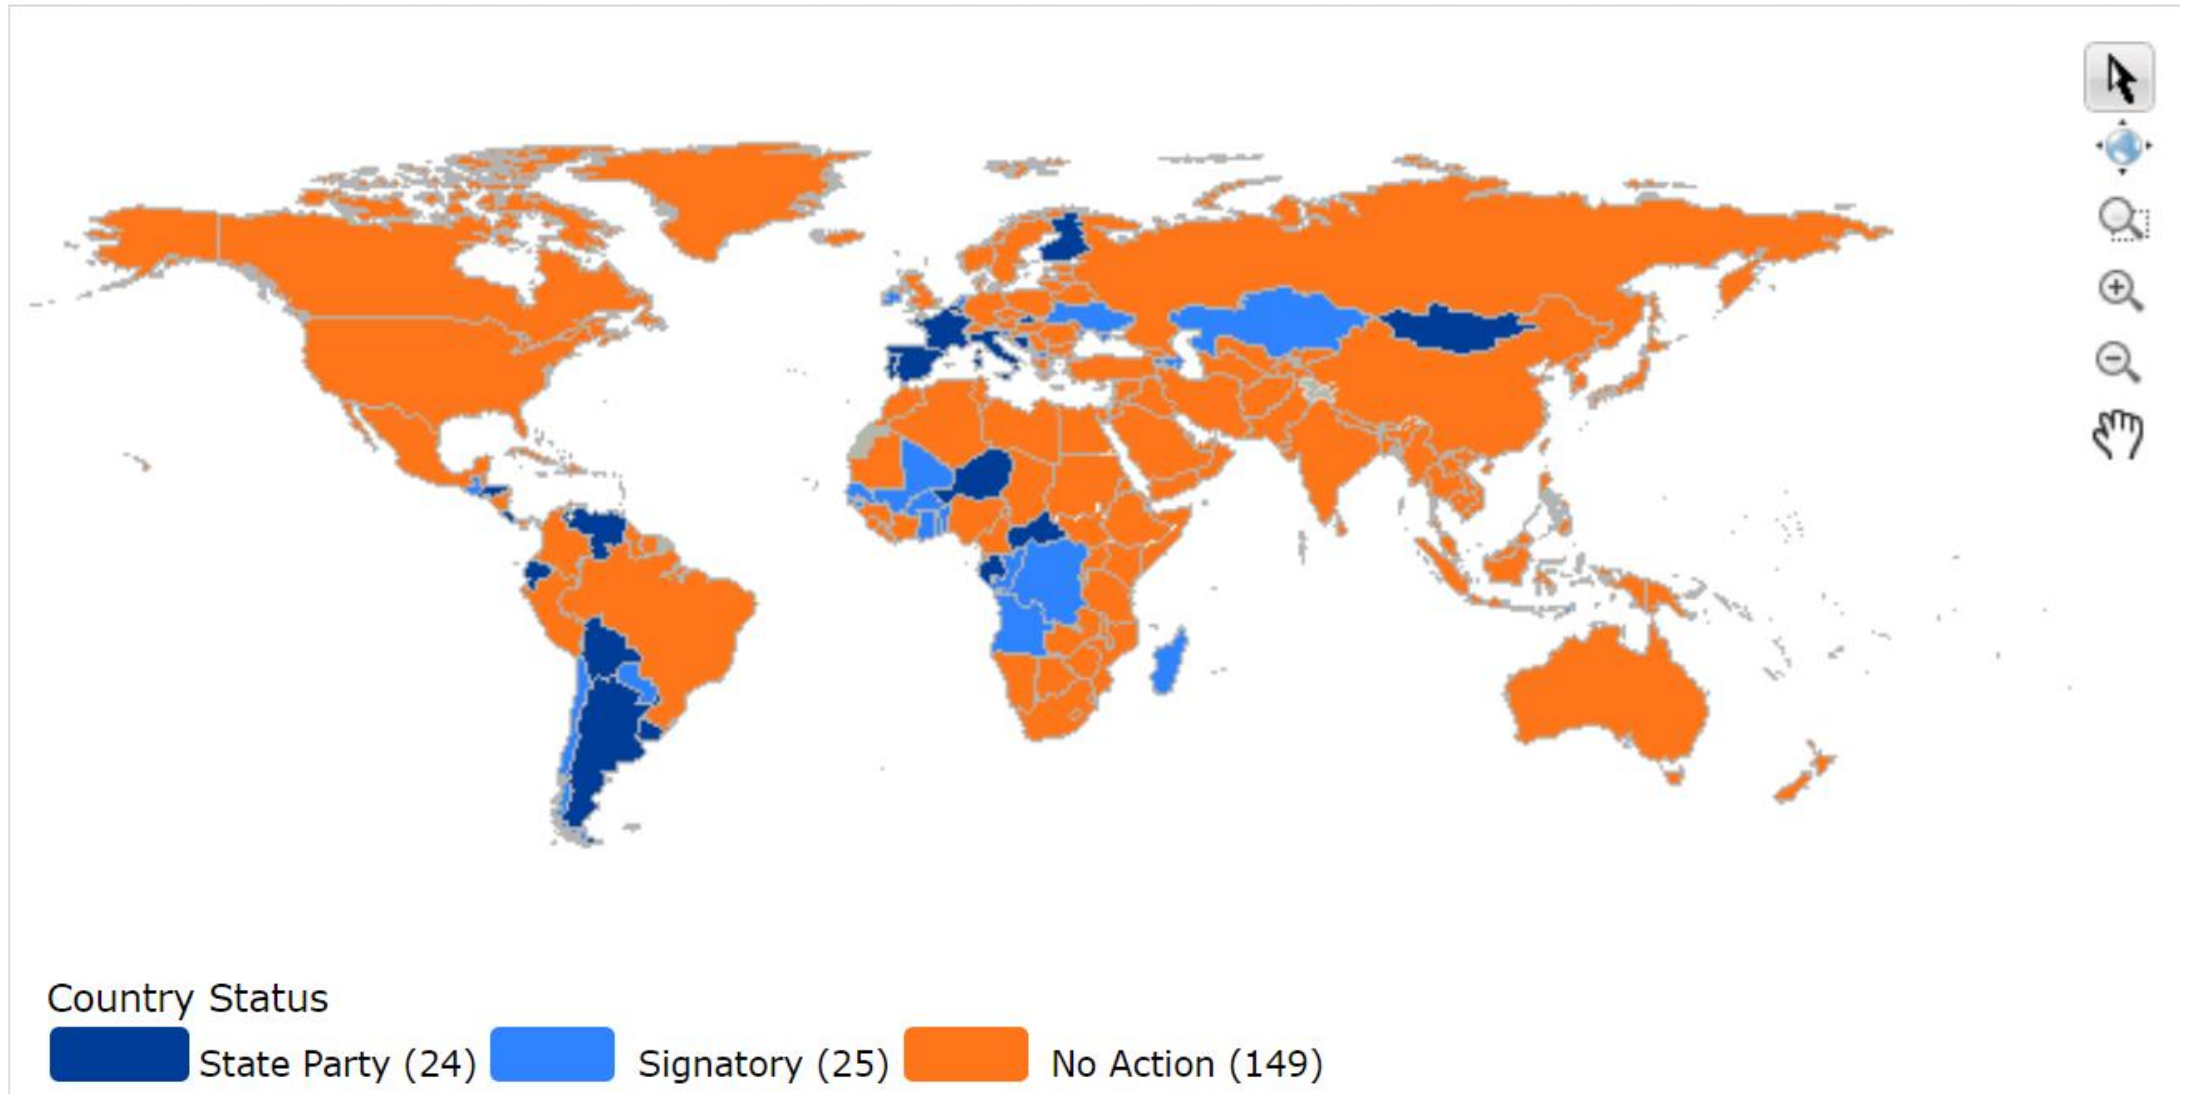 Country Status
State Party (24) Signatory (25) No Action (149)